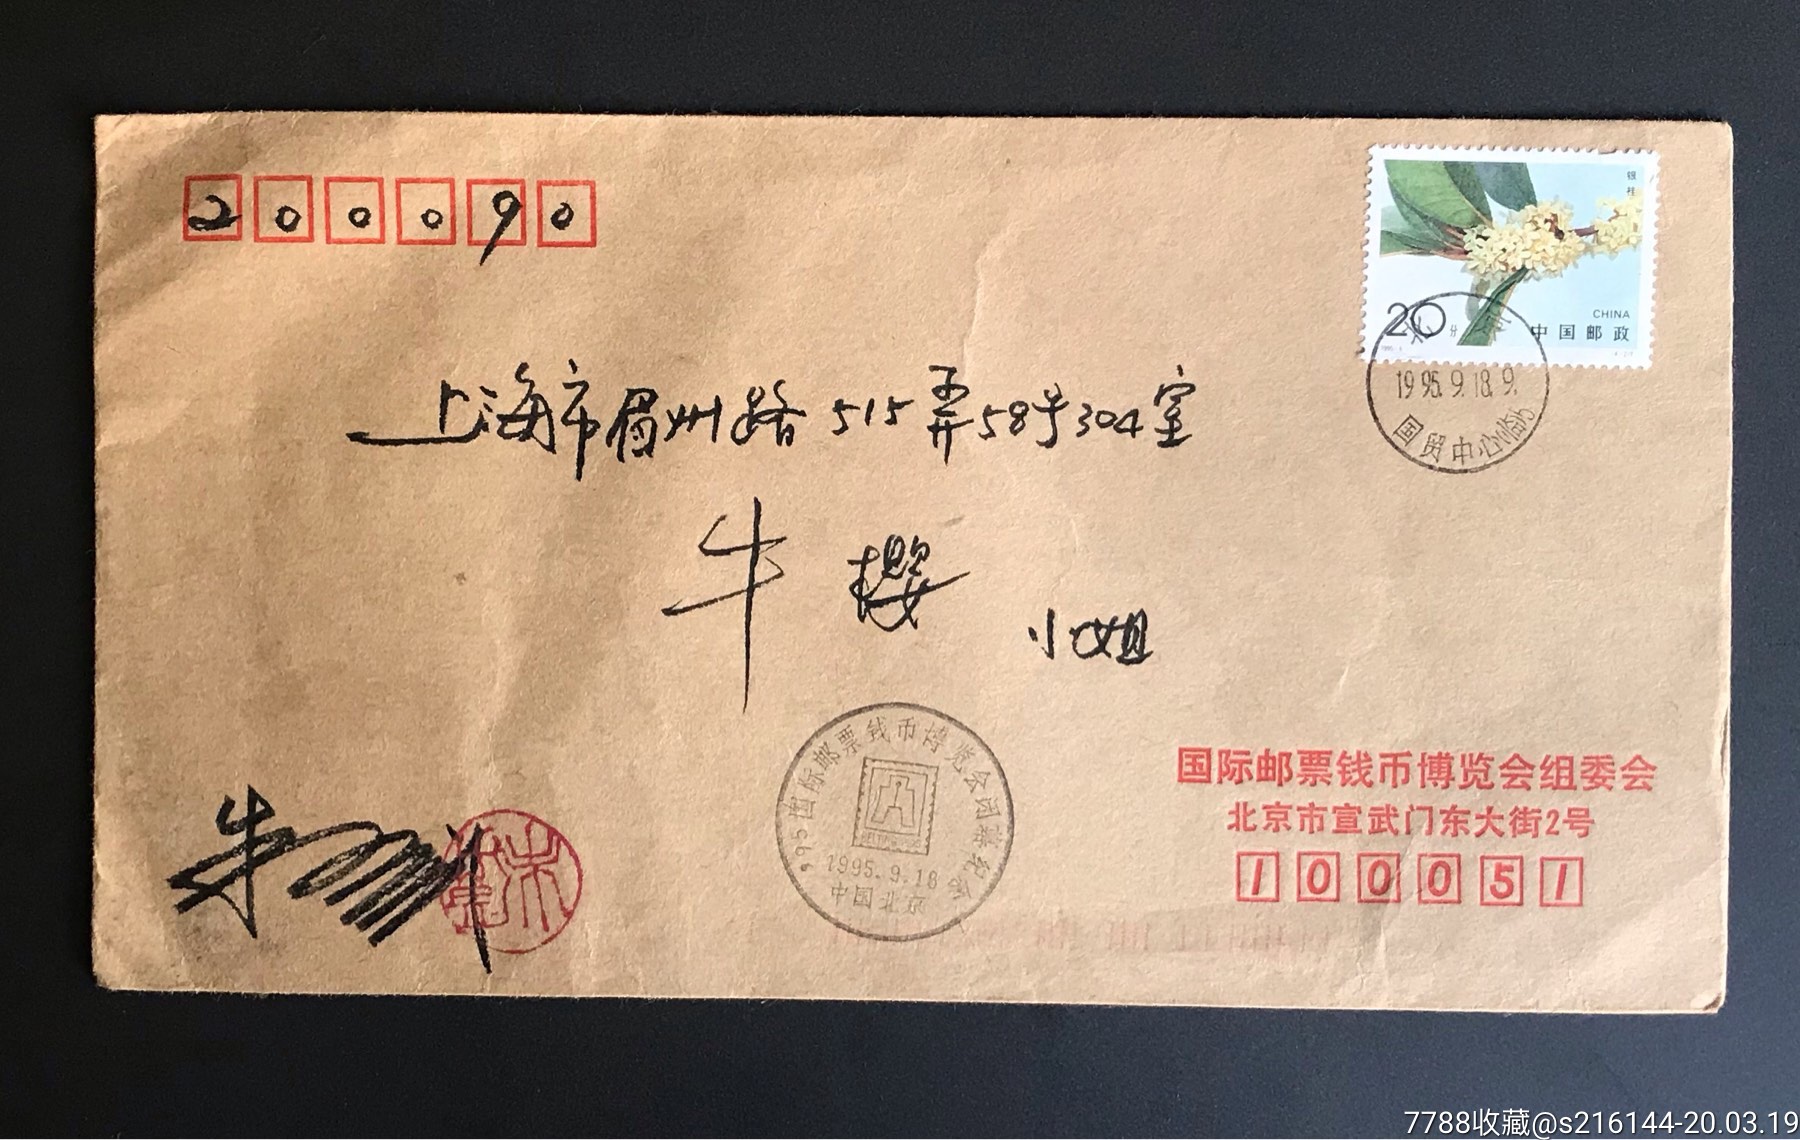 200090
银桂
20分
CHINA
中国邮政
1995.9.18.9.
国贸中心(临)
上海市眉州路515弄58号304室
牛樱
小姐
1995国际邮票钱币博览会闭幕纪念
1995.9.18
中国北京
国际邮票钱币博览会组委会
北京市宣武门东大街2号
100051
7788收藏@s216144-20.03.19